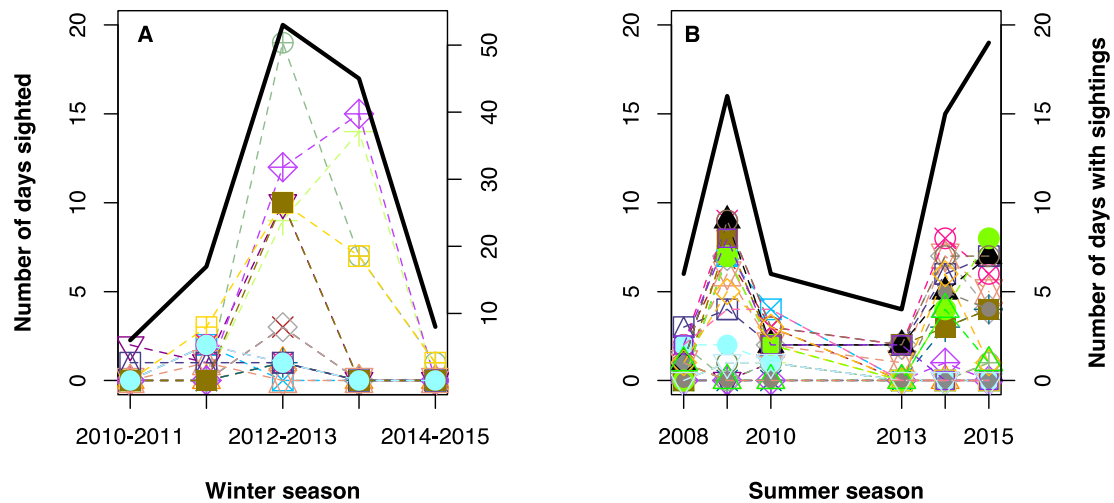 A
B
Number of days sighted
20
15
10
5
0
50
40
30
20
10
20
15
10
5
0
20
15
10
5
0
Number of days with sightings
2010-2011 2012-2013 2014-2015
2008 2010 2013 2015
Winter season
Summer season